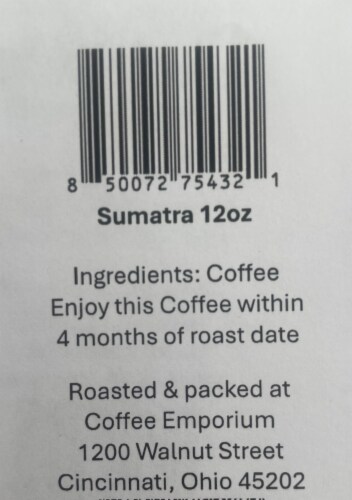 8 50072 75432 1
Sumatra 12oz
Ingredients: Coffee
Enjoy this Coffee within
4 months of roast date
Roasted & packed at
Coffee Emporium
1200 Walnut Street
Cincinnati, Ohio 45202